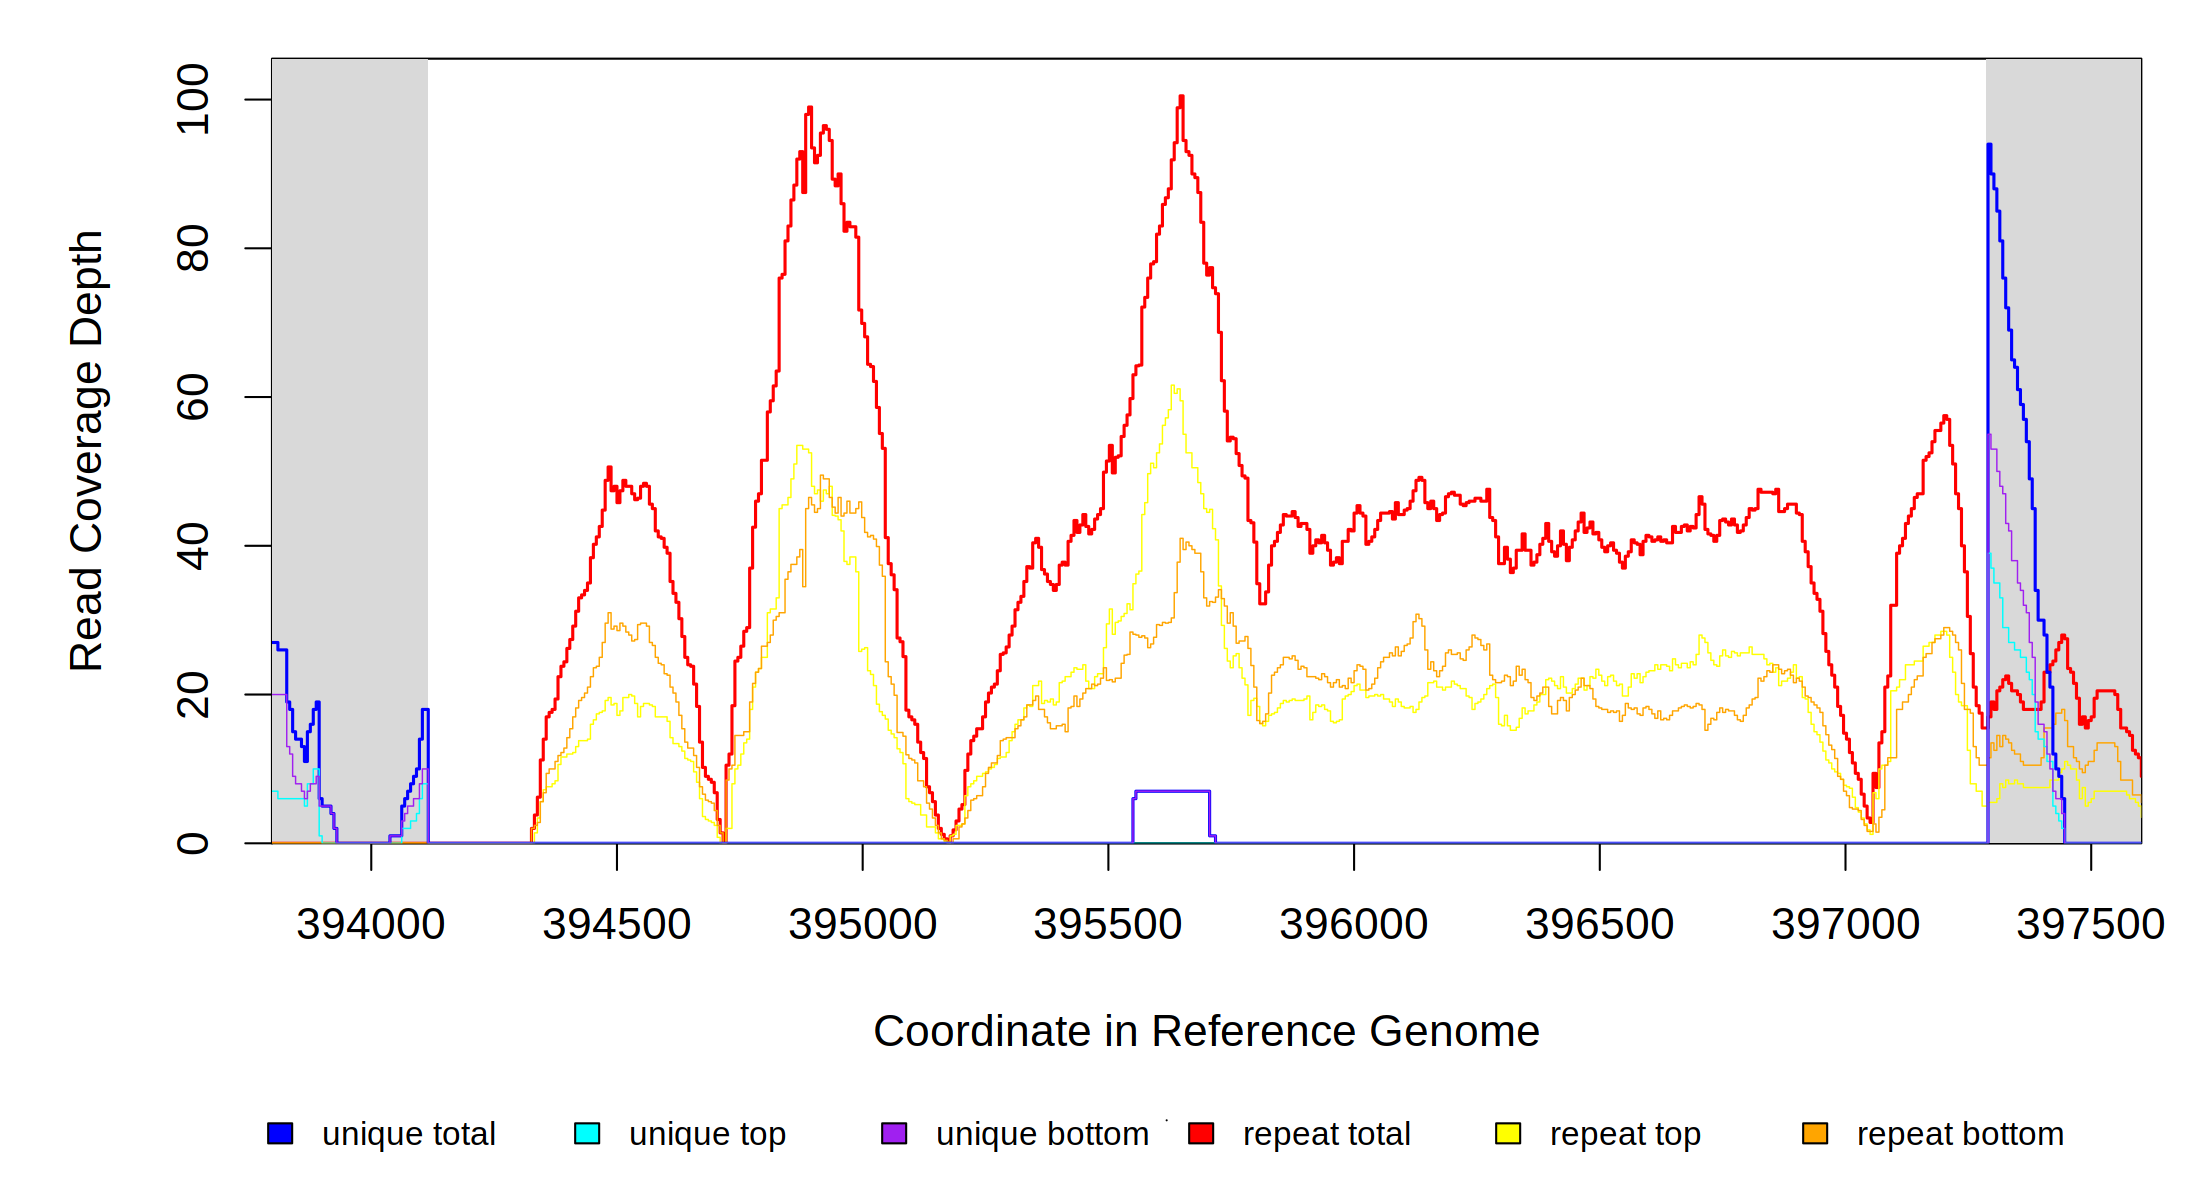 Read Coverage Depth
100
80
60
40
20
0
394000 394500 395000 395500 396000 396500 397000 397500
Coordinate in Reference Genome
unique total unique top unique bottom repeat total repeat top repeat bottom